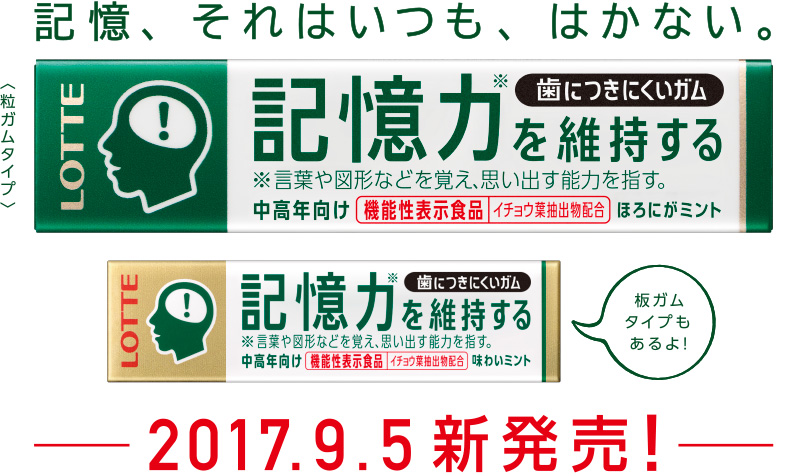 記憶、それはいつも、はかない。
〈粒ガムタイプ〉
LOTTE
!
記憶力※
歯につきにくいガム
を維持する
※言葉や図形などを覚え、思い出す能力を指す。
中高年向け 機能性表示食品 イチョウ葉抽出物配合 ほろにがミント
LOTTE
!
記憶力※
歯につきにくいガム
を維持する
※言葉や図形などを覚え、思い出す能力を指す。
中高年向け 機能性表示食品 イチョウ葉抽出物配合 味わいミント
板ガム
タイプも
あるよ!
2017.9.5 新発売!